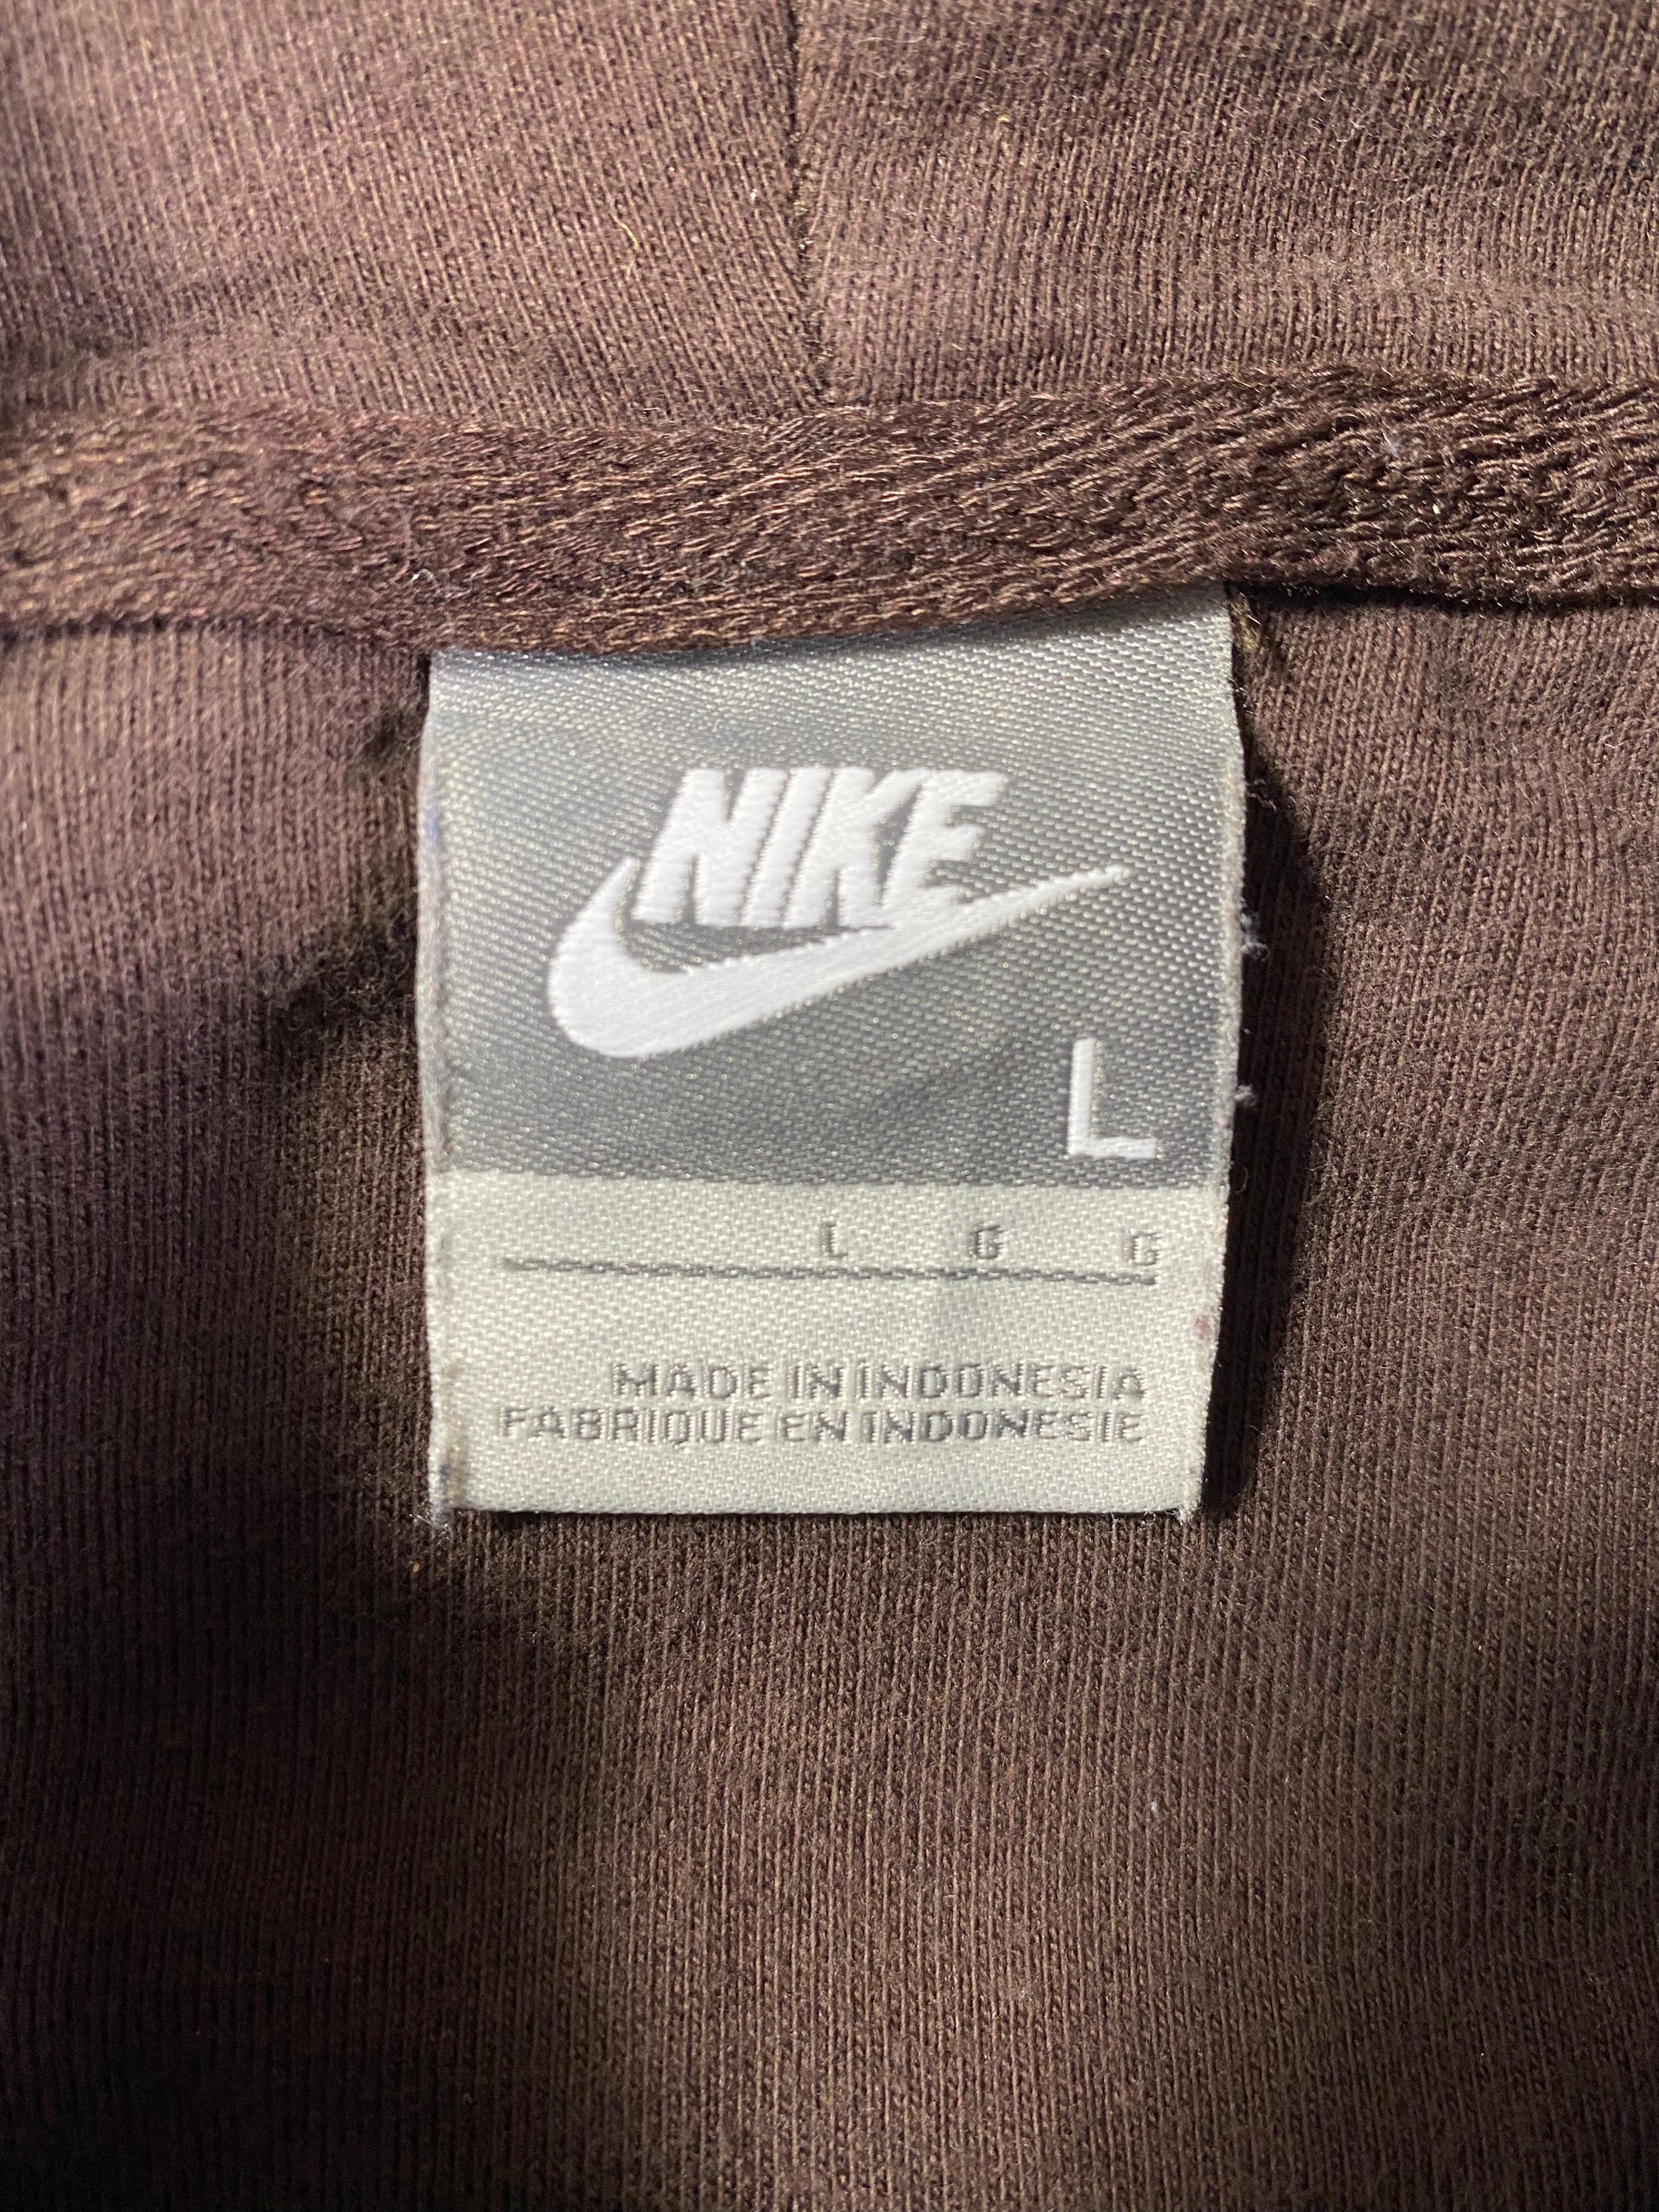 NIKE
L
L G G
MADE IN INDONESIA
FABRIQUE EN INDONESIE